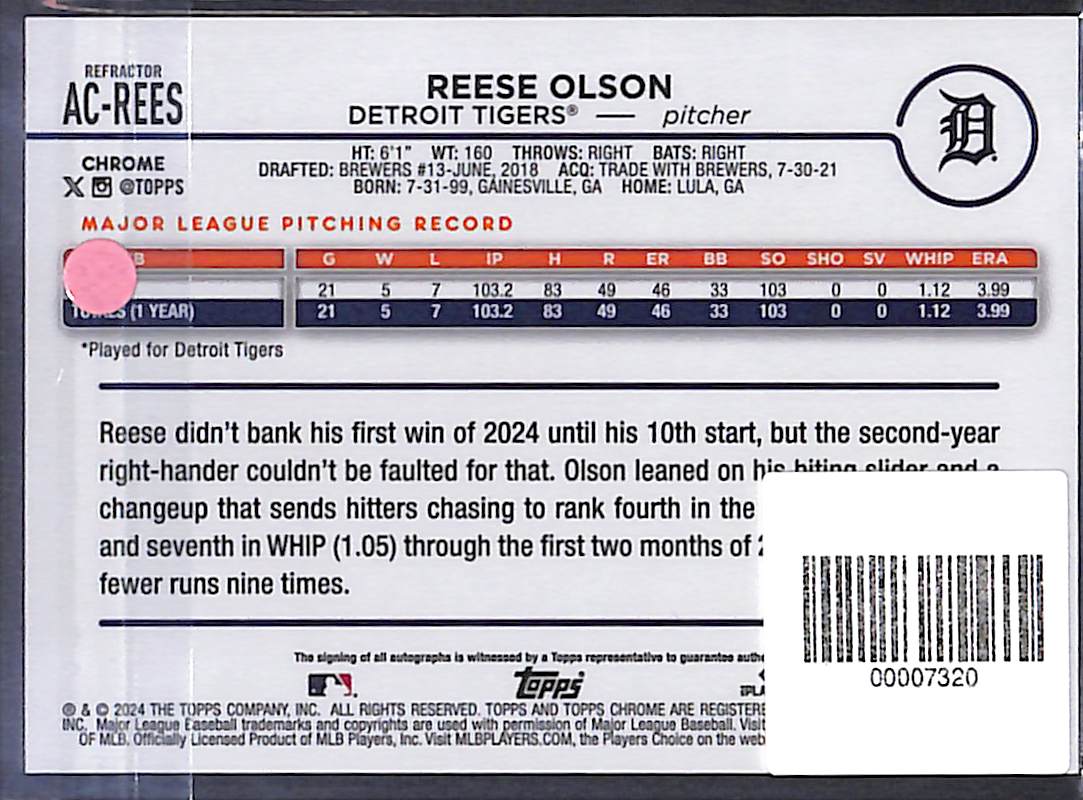 REFRACTOR
AC-REES
REESE OLSON
DETROIT TIGERS® — pitcher
D
CHROME
X @TOPPS
HT: 6'1" WT: 160 THROWS: RIGHT BATS: RIGHT
DRAFTED: BREWERS #13-JUNE, 2018 ACQ: TRADE WITH BREWERS, 7-30-21
BORN: 7-31-99, GAINESVILLE, GA HOME: LULA, GA
MAJOR LEAGUE PITCHING RECORD
B G W L IP H R ER BB SO SHO SV WHIP ERA
21 5 7 103.2 83 49 46 33 103 0 0 1.12 3.99
(1 YEAR) 21 5 7 103.2 83 49 46 33 103 0 0 1.12 3.99
*Played for Detroit Tigers
Reese didn't bank his first win of 2024 until his 10th start, but the second-year
right-hander couldn't be faulted for that. Olson leaned on his biting slider and a
changeup that sends hitters chasing to rank fourth in the
and seventh in WHIP (1.05) through the first two months of
fewer runs nine times.
The signing of all autographs is witnessed by a Topps representative to guarantee
topps
® & © 2024 THE TOPPS COMPANY, INC. ALL RIGHTS RESERVED. TOPPS AND TOPPS CHROME ARE
INC. Major League Baseball trademarks and copyrights are used with permission of Major League Baseball. Visit
OF MLB. Officially Licensed Product of MLB Players, Inc. Visit MLBPLAYERS.COM, the Players Choice on the web
00007320